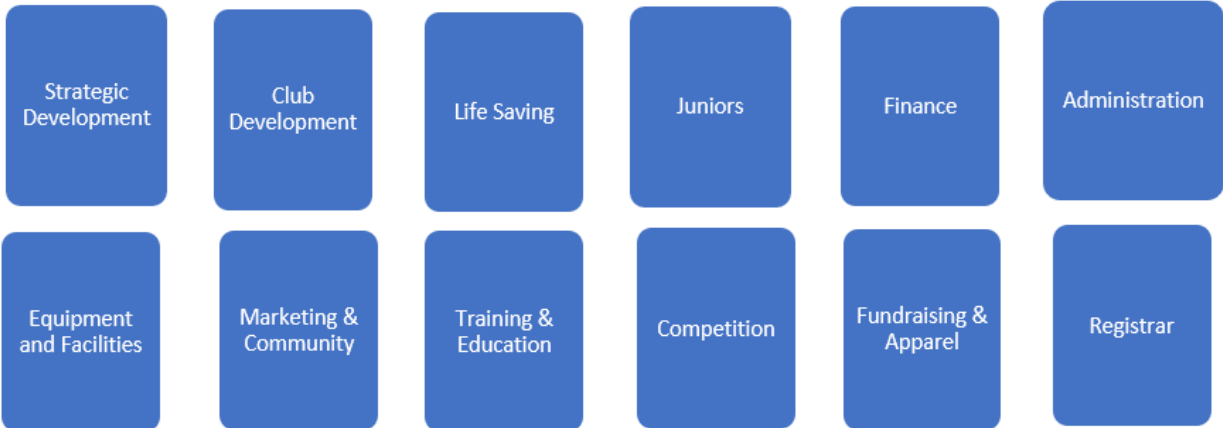 Strategic
Development
Club
Development
Life Saving
Juniors
Finance
Administration
Equipment
and Facilities
Marketing &
Community
Training &
Education
Competition
Fundraising &
Apparel
Registrar